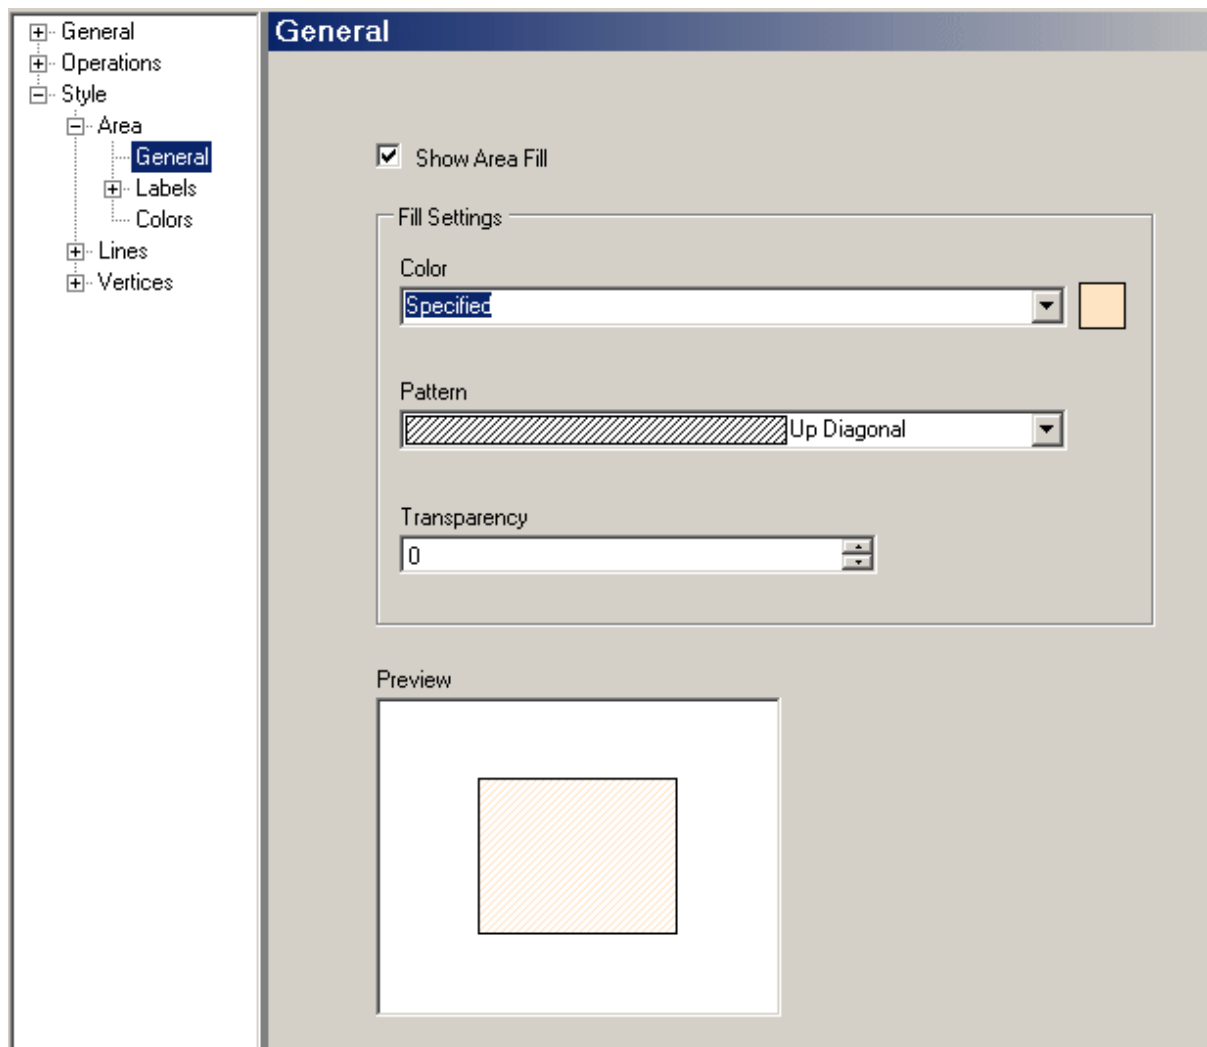 General
Operations
Style
Area
General
Labels
Colors
Lines
Vertices
General
Show Area Fill
Fill Settings
Color
Specified
Pattern
Up Diagonal
Transparency
0
Preview